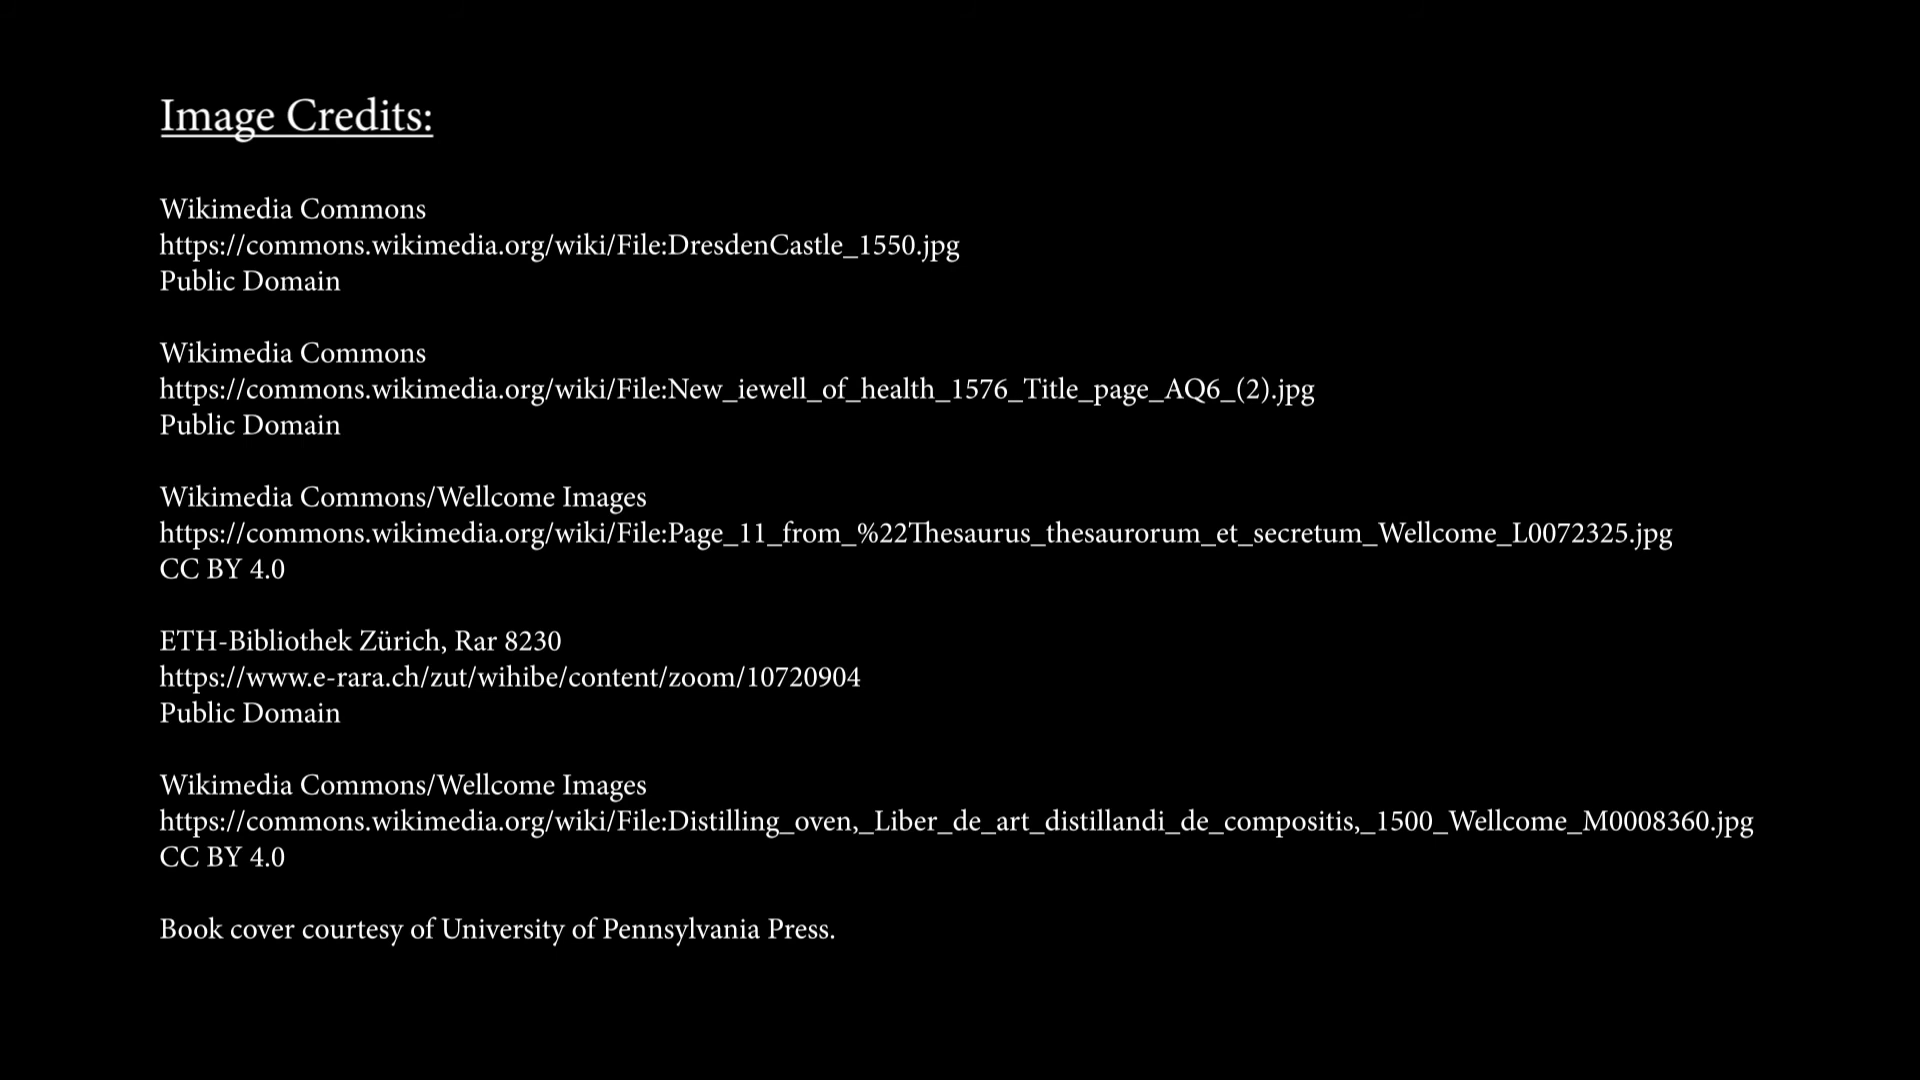 Image Credits:
Wikimedia Commons
https://commons.wikimedia.org/wiki/File:DresdenCastle_1550.jpg
Public Domain
Wikimedia Commons
https://commons.wikimedia.org/wiki/File:New_iewell_of_health_1576_Title_page_AQ6_(2).jpg
Public Domain
Wikimedia Commons/Wellcome Images
https://commons.wikimedia.org/wiki/File:Page_11_from_%22Thesaurus_thesaurorum_et_secretum_Wellcome_L0072325.jpg
CC BY 4.0
ETH-Bibliothek Zürich, Rar 8230
https://www.e-rara.ch/zut/wihibe/content/zoom/10720904
Public Domain
Wikimedia Commons/Wellcome Images
https://commons.wikimedia.org/wiki/File:Distilling_oven,_Liber_de_art_distillandi_de_compositis,_1500_Wellcome_M0008360.jpg
CC BY 4.0
Book cover courtesy of University of Pennsylvania Press.